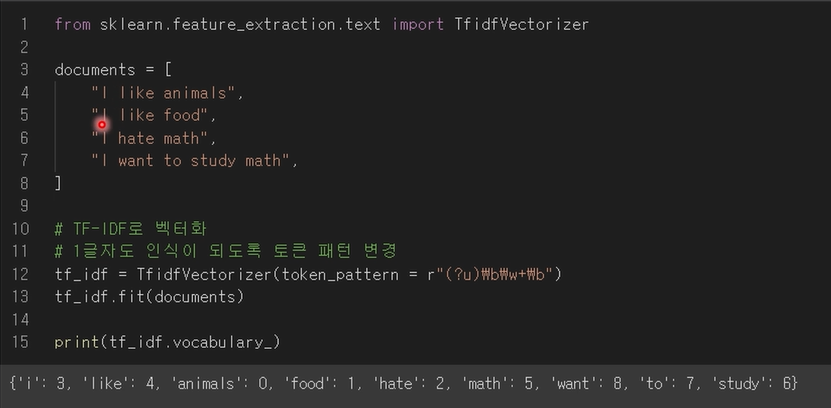 1 from sklearn.feature_extraction.text import TfidfVectorizer
2
3 documents = [
4     "I like animals",
5     "I like food",
6     "I hate math",
7     "I want to study math",
8 ]
9
10 # TF-IDF로 벡터화
11 # 1글자도 인식이 되도록 토큰 패턴 변경
12 tf_idf = TfidfVectorizer(token_pattern = r"(?u)₩b₩w+₩b")
13 tf_idf.fit(documents)
14
15 print(tf_idf.vocabulary_)
{'i': 3, 'like': 4, 'animals': 0, 'food': 1, 'hate': 2, 'math': 5, 'want': 8, 'to': 7, 'study': 6}